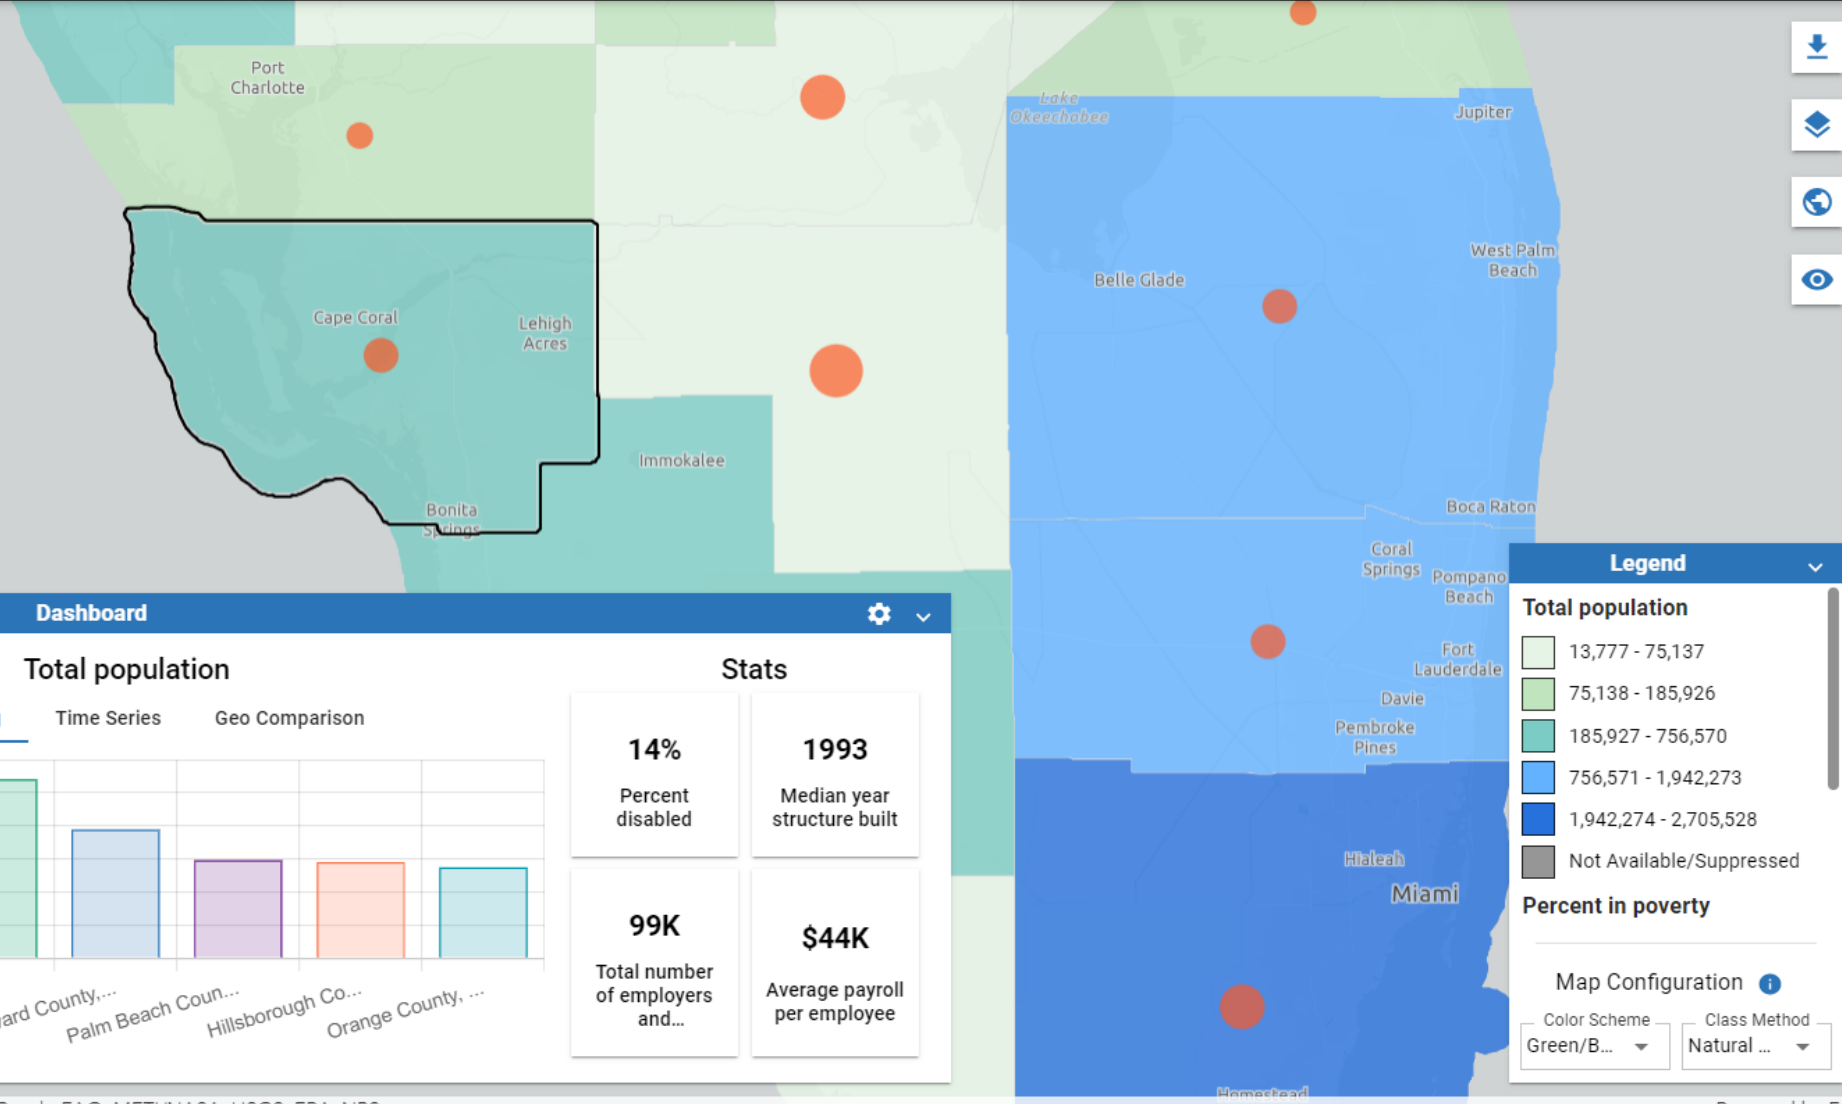 Port
Charlotte
Lake
Okeechobee
Jupiter
West Palm
Beach
Belle Glade
Cape Coral
Lehigh
Acres
Immokalee
Bonita
Springs
Boca Raton
Coral
Springs
Pompano
Beach
Fort
Lauderdale
Davie
Pembroke
Pines
Hialeah
Miami
Homestead
Dashboard
Total population
Time Series
Geo Comparison
ard County,...
Palm Beach Coun...
Hillsborough Co...
Orange County, ...
Stats
14%
Percent
disabled
1993
Median year
structure built
99K
Total number
of employers
and...
$44K
Average payroll
per employee
Legend
Total population
13,777 - 75,137
75,138 - 185,926
185,927 - 756,570
756,571 - 1,942,273
1,942,274 - 2,705,528
Not Available/Suppressed
Percent in poverty
Map Configuration
Color Scheme
Green/B...
Class Method
Natural ...